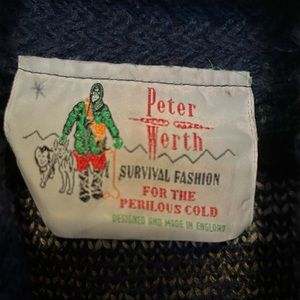 Peter
Werth
SURVIVAL FASHION
FOR THE
PERILOUS COLD
DESIGNED AND MADE IN ENGLAND